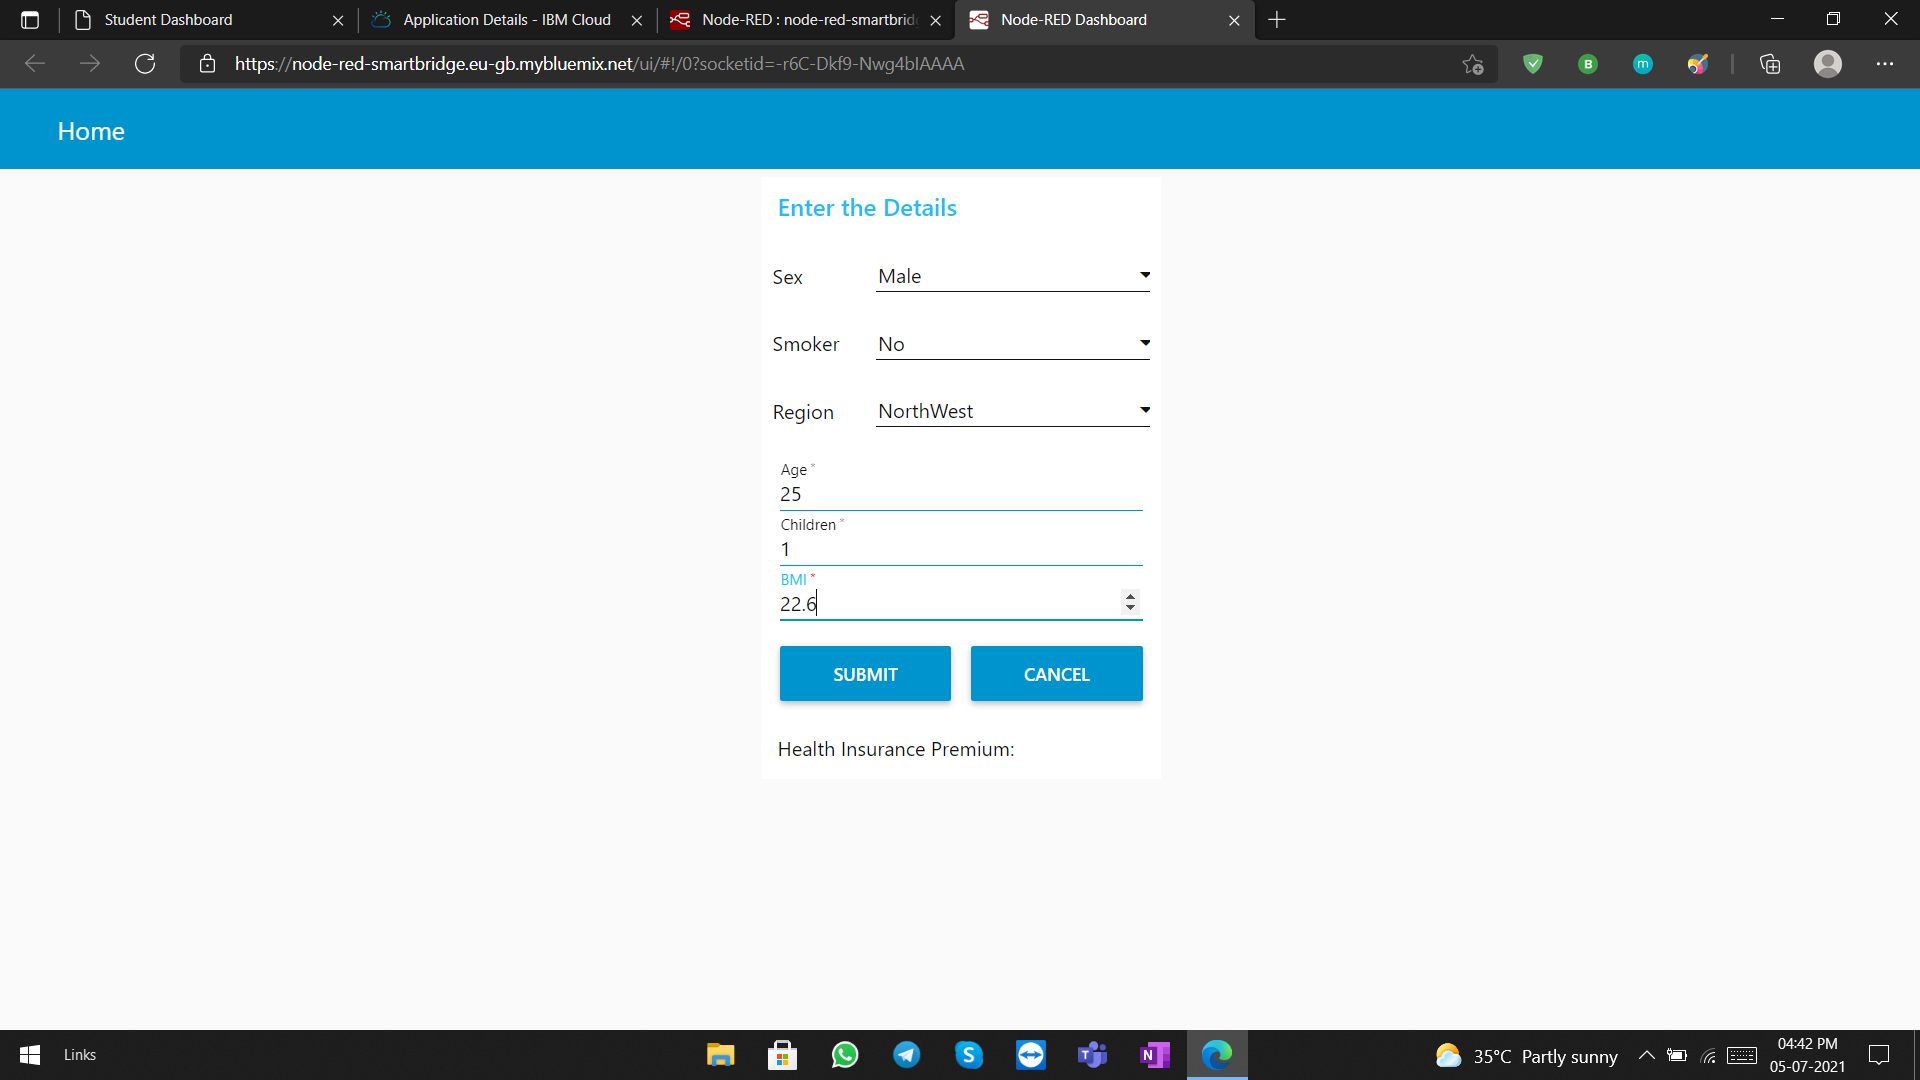 Student Dashboard
Application Details - IBM Cloud
Node-RED : node-red-smartbrid
Node-RED Dashboard
https://node-red-smartbridge.eu-gb.mybluemix.net/ui/#!/0?socketid=-r6C-Dkf9-Nwg4bIAAAA
B
m
Home
Enter the Details
Sex Male
Smoker No
Region NorthWest
Age *
25
Children *
1
BMI *
22.6
SUBMIT CANCEL
Health Insurance Premium:
Links
S
T
N
35°C Partly sunny
04:42 PM
05-07-2021